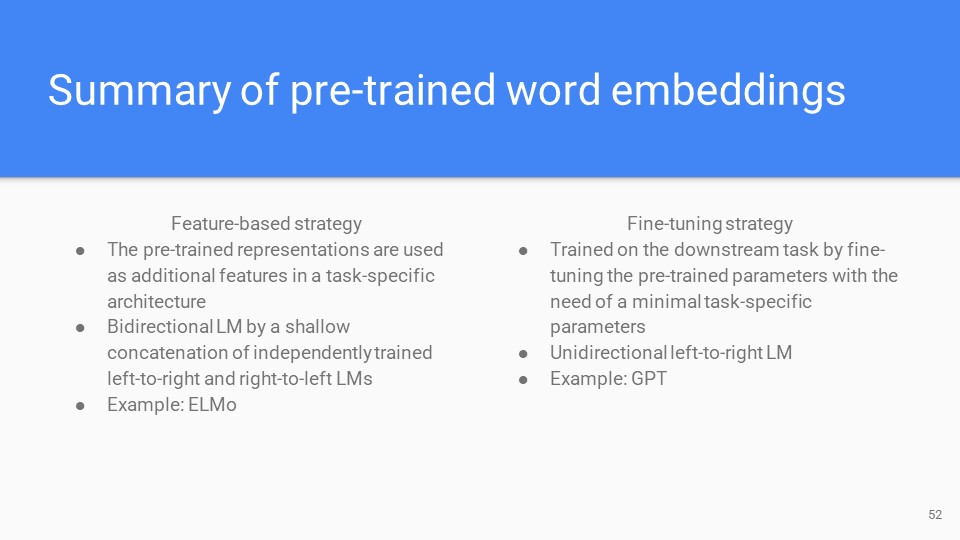 Summary of pre-trained word embeddings
Feature-based strategy
● The pre-trained representations are used
as additional features in a task-specific
architecture
● Bidirectional LM by a shallow
concatenation of independently trained
left-to-right and right-to-left LMs
● Example: ELMo
Fine-tuning strategy
● Trained on the downstream task by fine-
tuning the pre-trained parameters with the
need of a minimal task-specific
parameters
● Unidirectional left-to-right LM
● Example: GPT
52